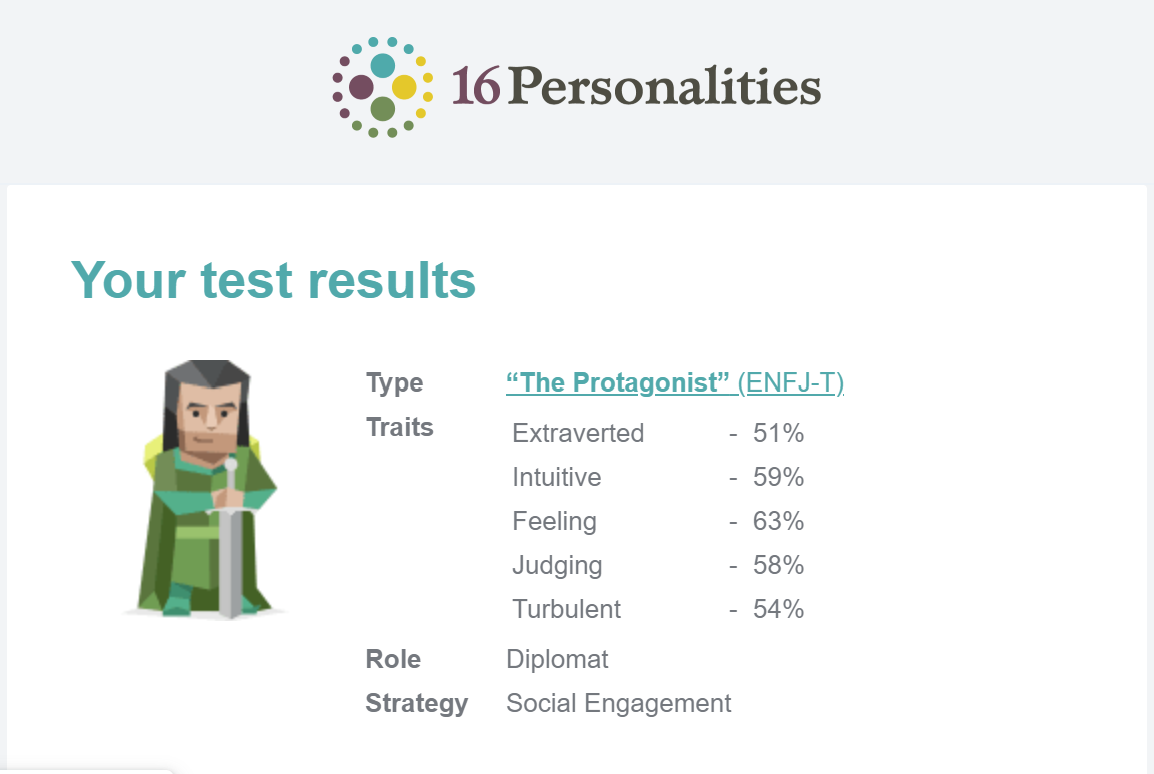 16Personalities
Your test results
Type “The Protagonist” (ENFJ-T)
Traits
Extraverted - 51%
Intuitive - 59%
Feeling - 63%
Judging - 58%
Turbulent - 54%
Role Diplomat
Strategy Social Engagement